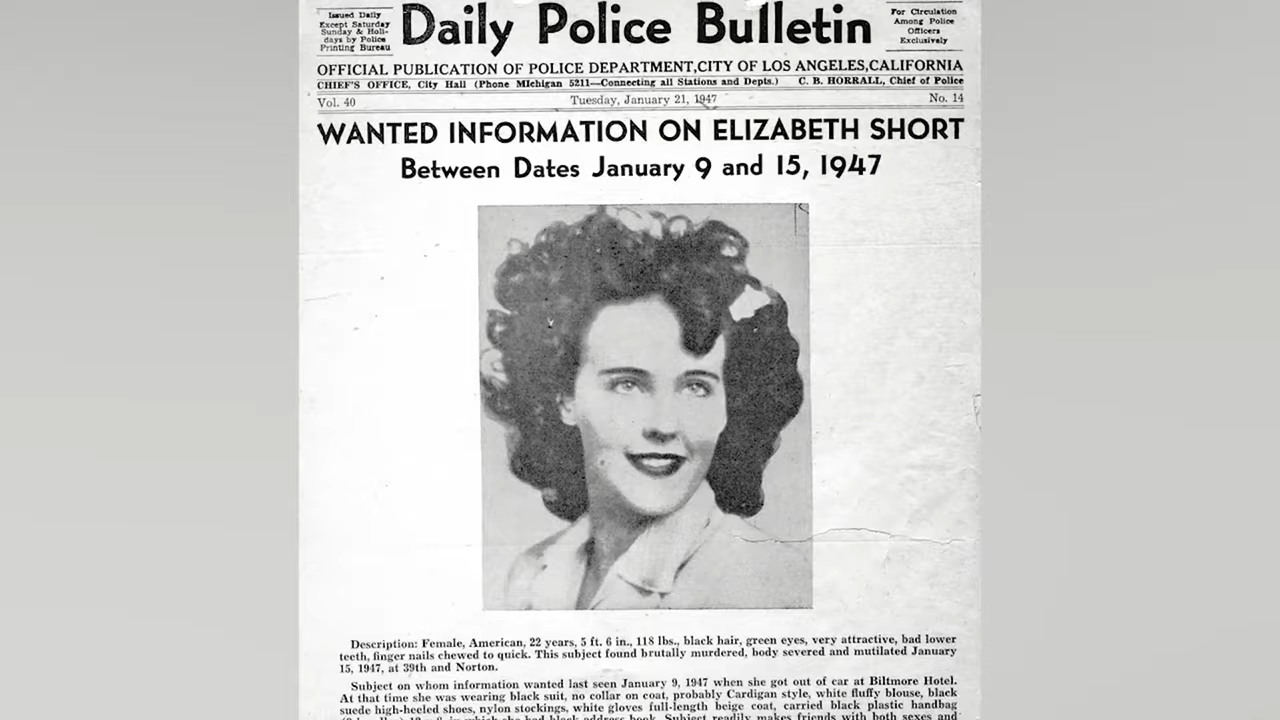 Issued Daily
Except Saturday
Sunday & Holi-
days by Police
Printing Bureau
Daily Police Bulletin
For Circulation
Among Police
Officers
Exclusively
OFFICIAL PUBLICATION OF POLICE DEPARTMENT, CITY OF LOS ANGELES, CALIFORNIA
CHIEF'S OFFICE, City Hall (Phone MIchigan 5211—Connecting all Stations and Depts.) C. B. HORRALL, Chief of Police
Vol. 40 Tuesday, January 21, 1947 No. 14
WANTED INFORMATION ON ELIZABETH SHORT
Between Dates January 9 and 15, 1947
Description: Female, American, 22 years, 5 ft. 6 in., 118 lbs., black hair, green eyes, very attractive, bad lower
teeth, finger nails chewed to quick. This subject found brutally murdered, body severed and mutilated January
15, 1947, at 39th and Norton.
Subject on whom information wanted last seen January 9, 1947 when she got out of car at Biltmore Hotel.
At that time she was wearing black suit, no collar on coat, probably Cardigan style, white fluffy blouse, black
suede high-heeled shoes, nylon stockings, white gloves full-length beige coat, carried black plastic handbag
in which she had black address book. Subject readily makes friends with both sexes and